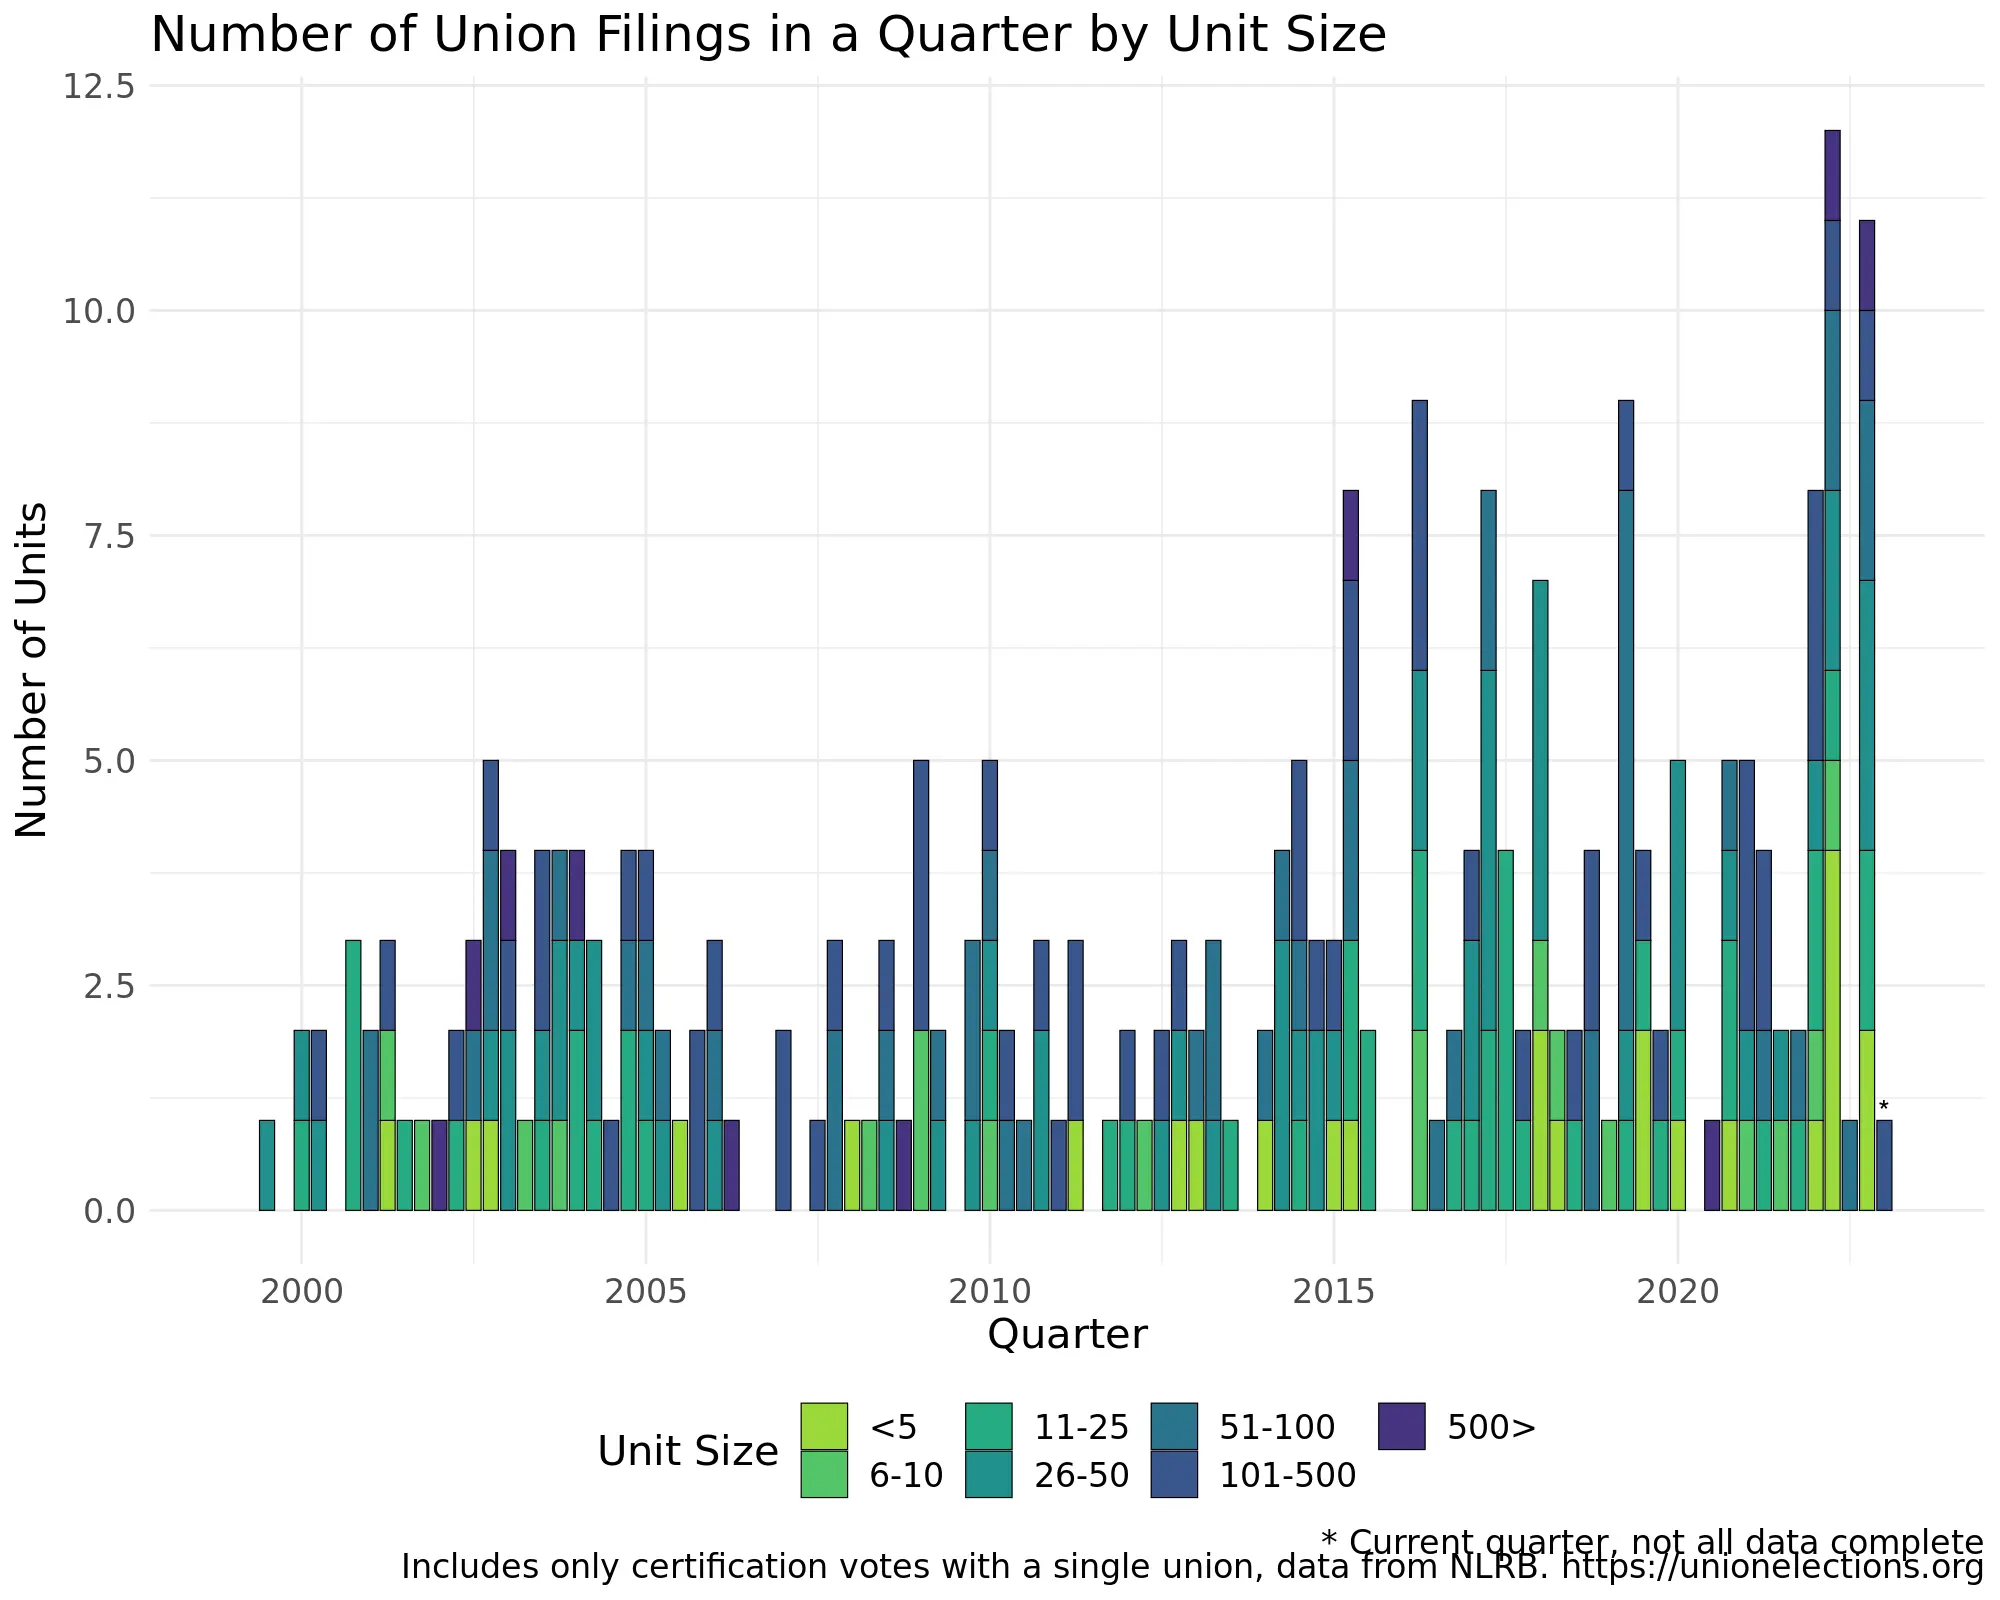 Number of Union Filings in a Quarter by Unit Size
12.5
10.0
7.5
5.0
2.5
0.0
Number of Units
*
2000 2005 2010 2015 2020
Quarter
Unit Size
<5 11-25 51-100 500>
6-10 26-50 101-500
* Current quarter, not all data complete
Includes only certification votes with a single union, data from NLRB. https://unionelections.org